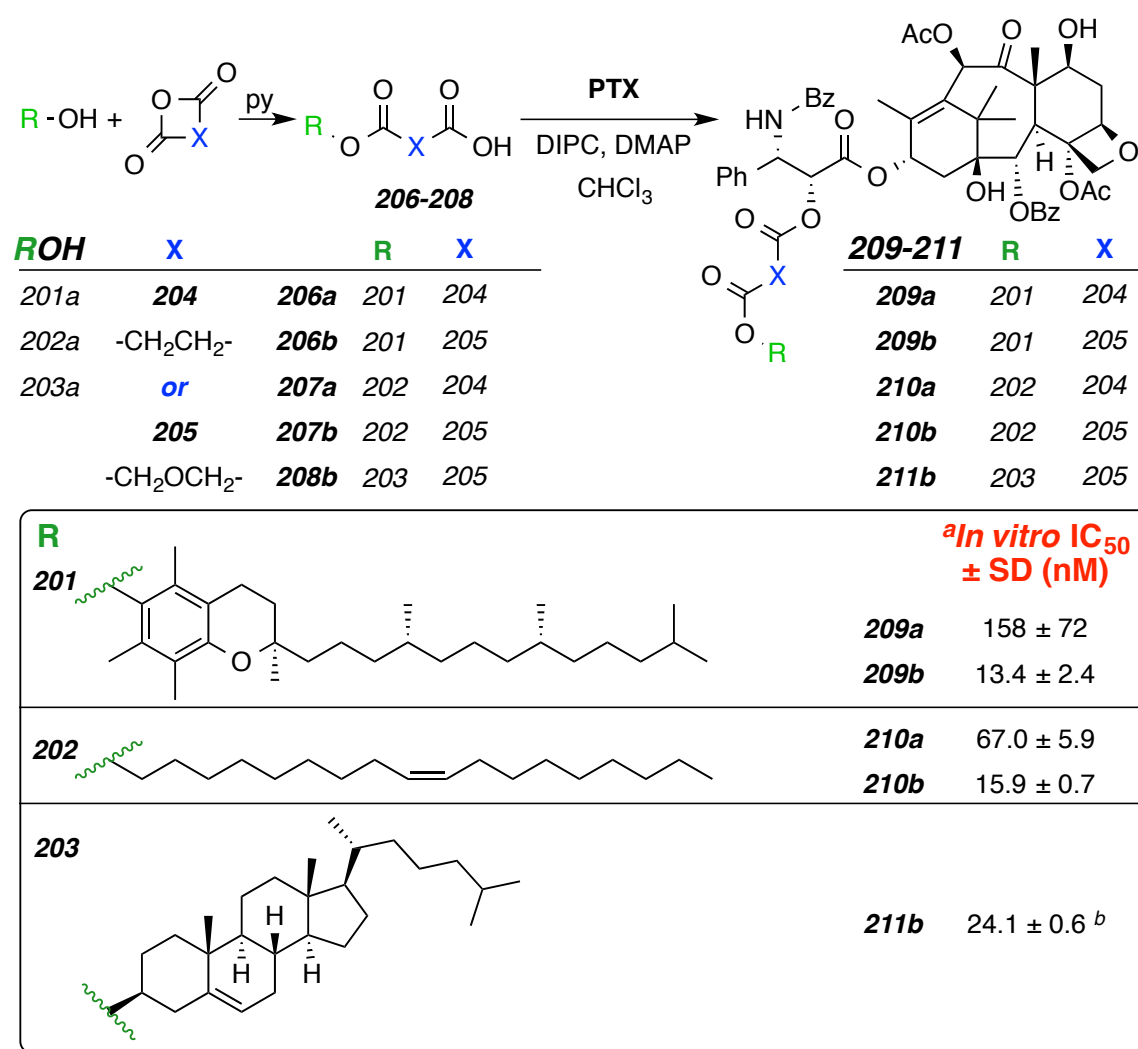 R-OH + O O O X py R O O X O OH PTX DIPC, DMAP CHCl3
206-208
AcO O OH HN Bz O O Ph O OH H OBz OAc O
O X O O R
ROH X R X
201a 204 206a 201 204
202a -CH2CH2- 206b 201 205
203a or 207a 202 204
205 207b 202 205
-CH2OCH2- 208b 203 205
209-211 R X
209a 201 204
209b 201 205
210a 202 204
210b 202 205
211b 203 205
R
aIn vitro IC50
± SD (nM)
201
O
209a 158 ± 72
209b 13.4 ± 2.4
202
210a 67.0 ± 5.9
210b 15.9 ± 0.7
203
H
H H
211b 24.1 ± 0.6 b